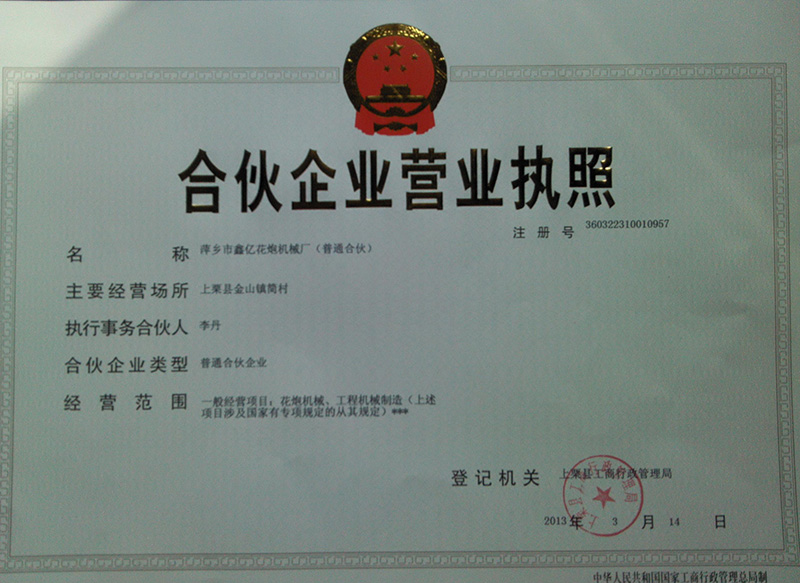 合伙企业营业执照
注册号 360322310010957
名称 萍乡市鑫亿花炮机械厂（普通合伙）
主要经营场所 上栗县金山镇简村
执行事务合伙人 李丹
合伙企业类型 普通合伙企业
经营范围 一般经营项目：花炮机械、工程机械制造（上述
项目涉及国家有专项规定的从其规定）***
登记机关 上栗县工商行政管理局
2013年3月14日
中华人民共和国国家工商行政管理总局制